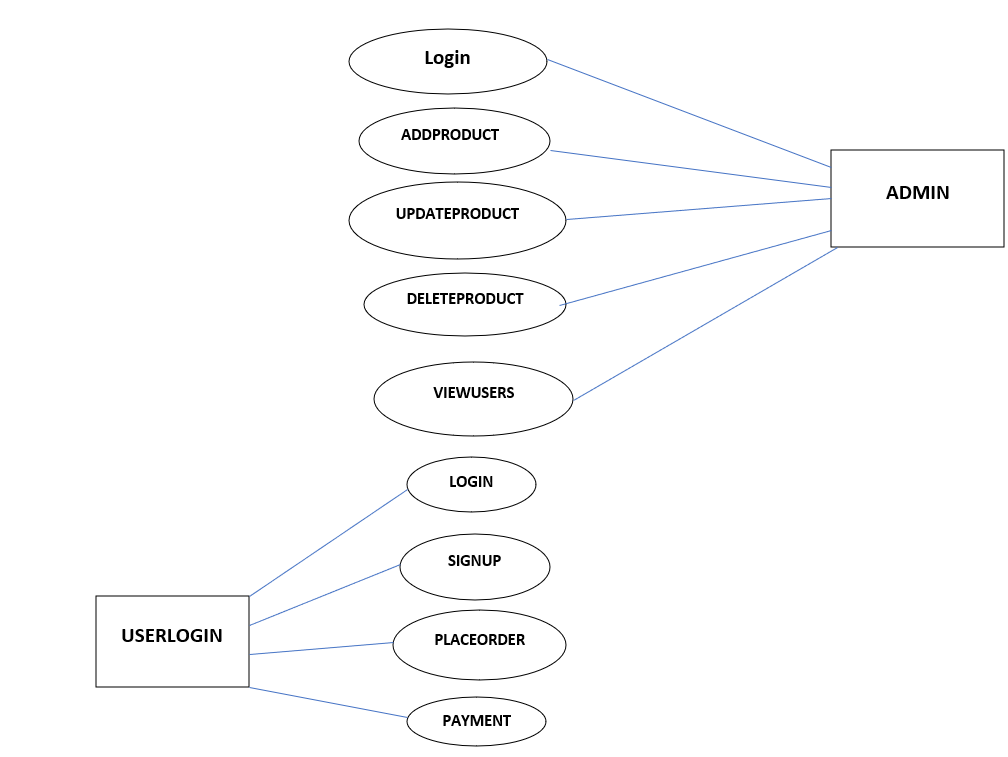 Login
ADDPRODUCT
ADMIN
UPDATEPRODUCT
DELETEPRODUCT
VIEWUSERS
LOGIN
SIGNUP
USERLOGIN
PLACEORDER
PAYMENT